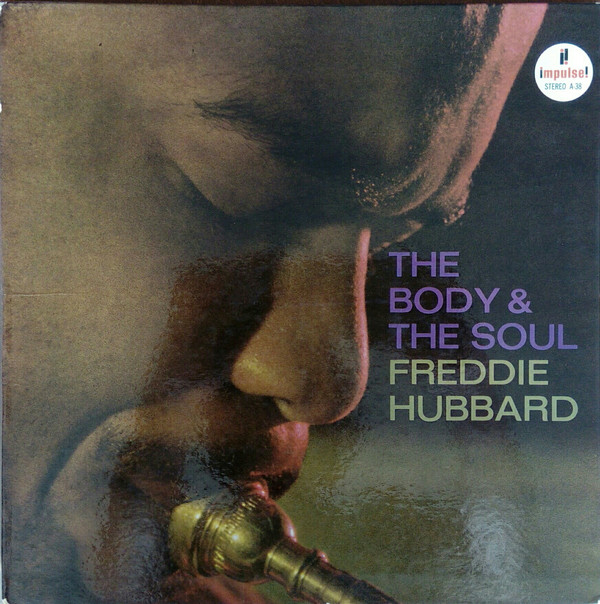 i!
impulse!
STEREO A-38
THE
BODY &
THE SOUL
FREDDIE
HUBBARD